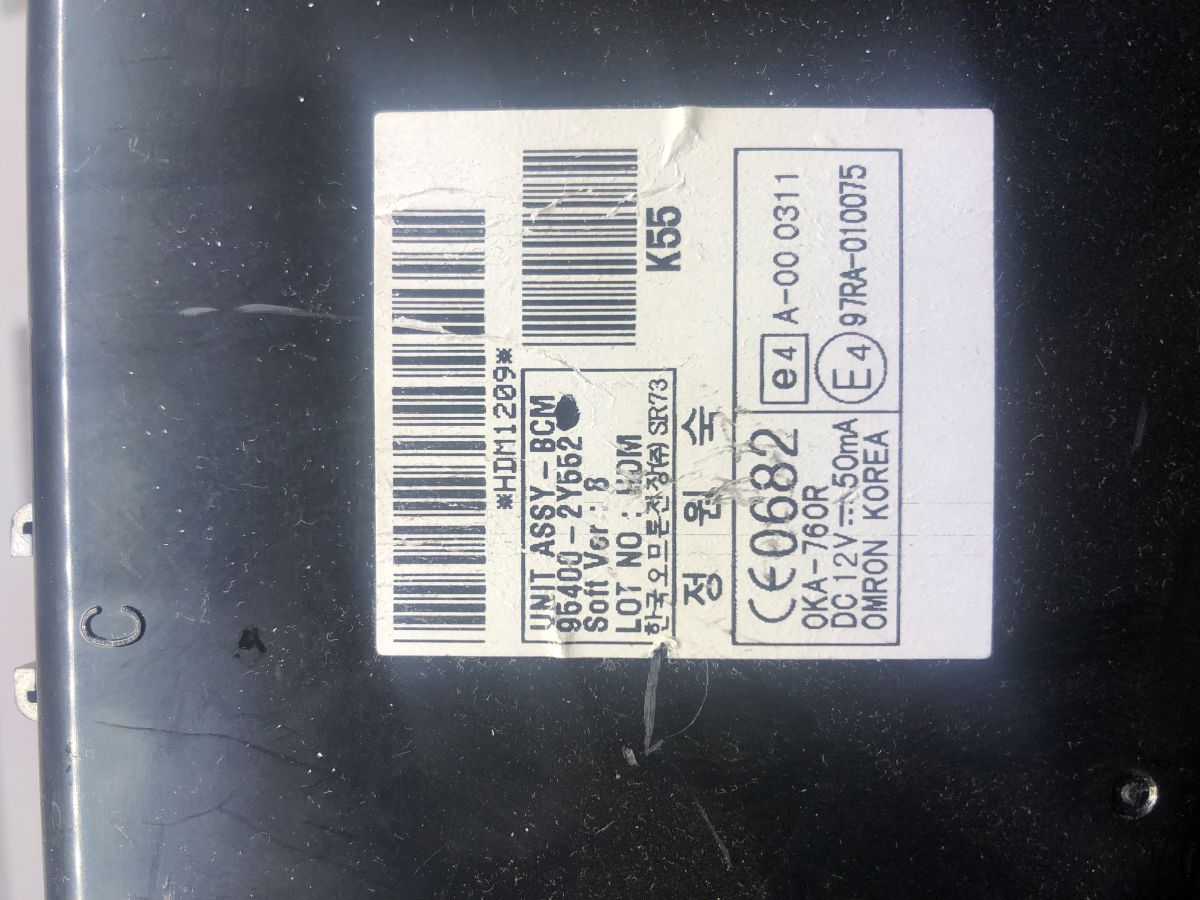 *HDM1209*
UNIT ASSY-BCM
95400-2Y552
Soft Ver : 8
LOT NO : HDM
한국오므론전장(주) SR73
K55
정 원 숙
CE0682
OKA-760R
DC 12V 50mA
OMRON KOREA
e4 A-00 0311
E4 97RA-010075
C